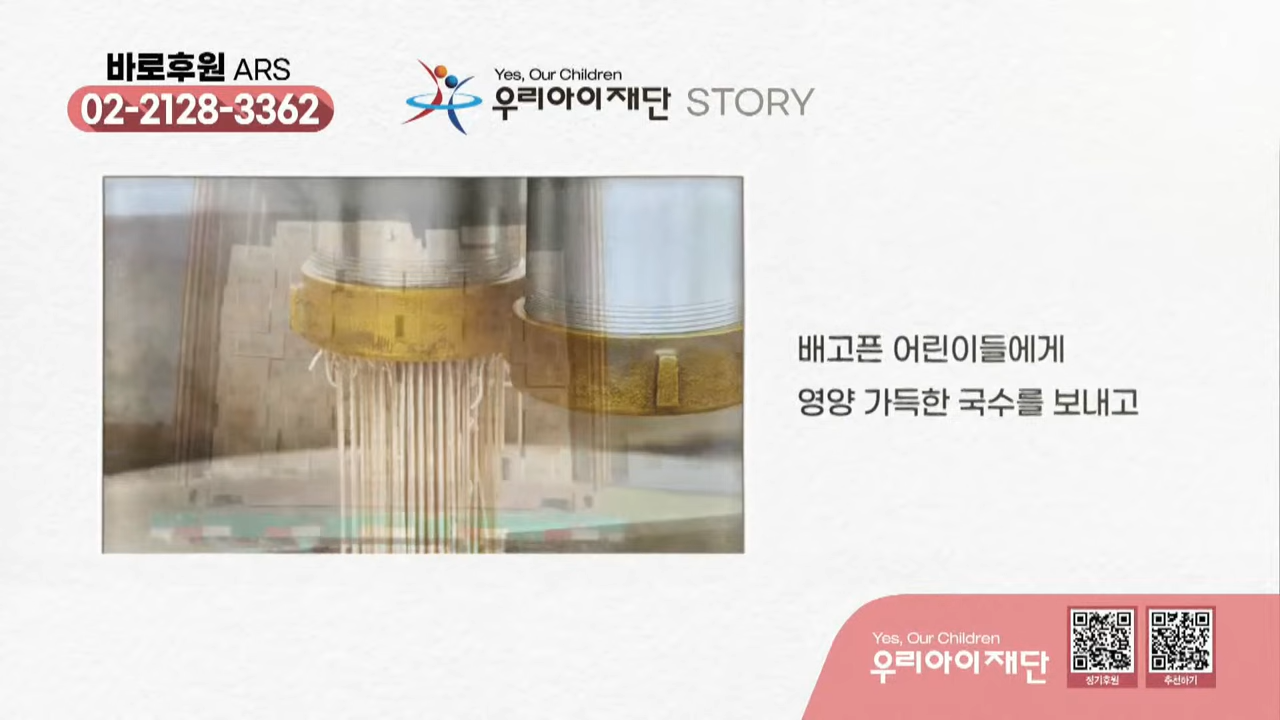 바로후원 ARS
02-2128-3362
Yes, Our Children
우리아이재단 STORY
배고픈 어린이들에게
영양 가득한 국수를 보내고
Yes, Our Children
우리아이재단
정기후원
추천하기